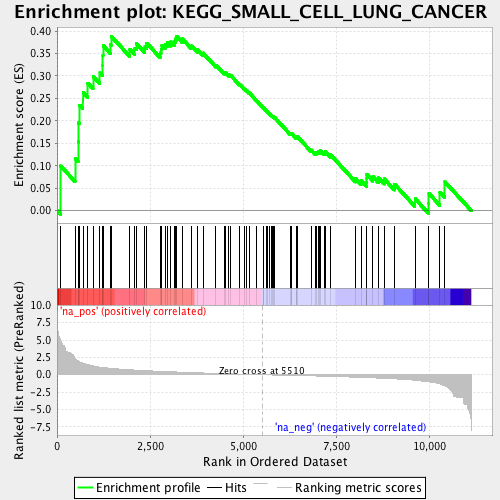 Enrichment plot: KEGG_SMALL_CELL_LUNG_CANCER
Enrichment score (ES)
0.40
0.35
0.30
0.25
0.20
0.15
0.10
0.05
0.00
Ranked list metric (PreRanked)
10.0
7.5
5.0
2.5
0.0
-2.5
-5.0
-7.5
'na_pos' (positively correlated)
Zero cross at 5510
'na_neg' (negatively correlated)
0
2,500
5,000
7,500
10,000
Rank in Ordered Dataset
Enrichment profile
Hits
Ranking metric scores